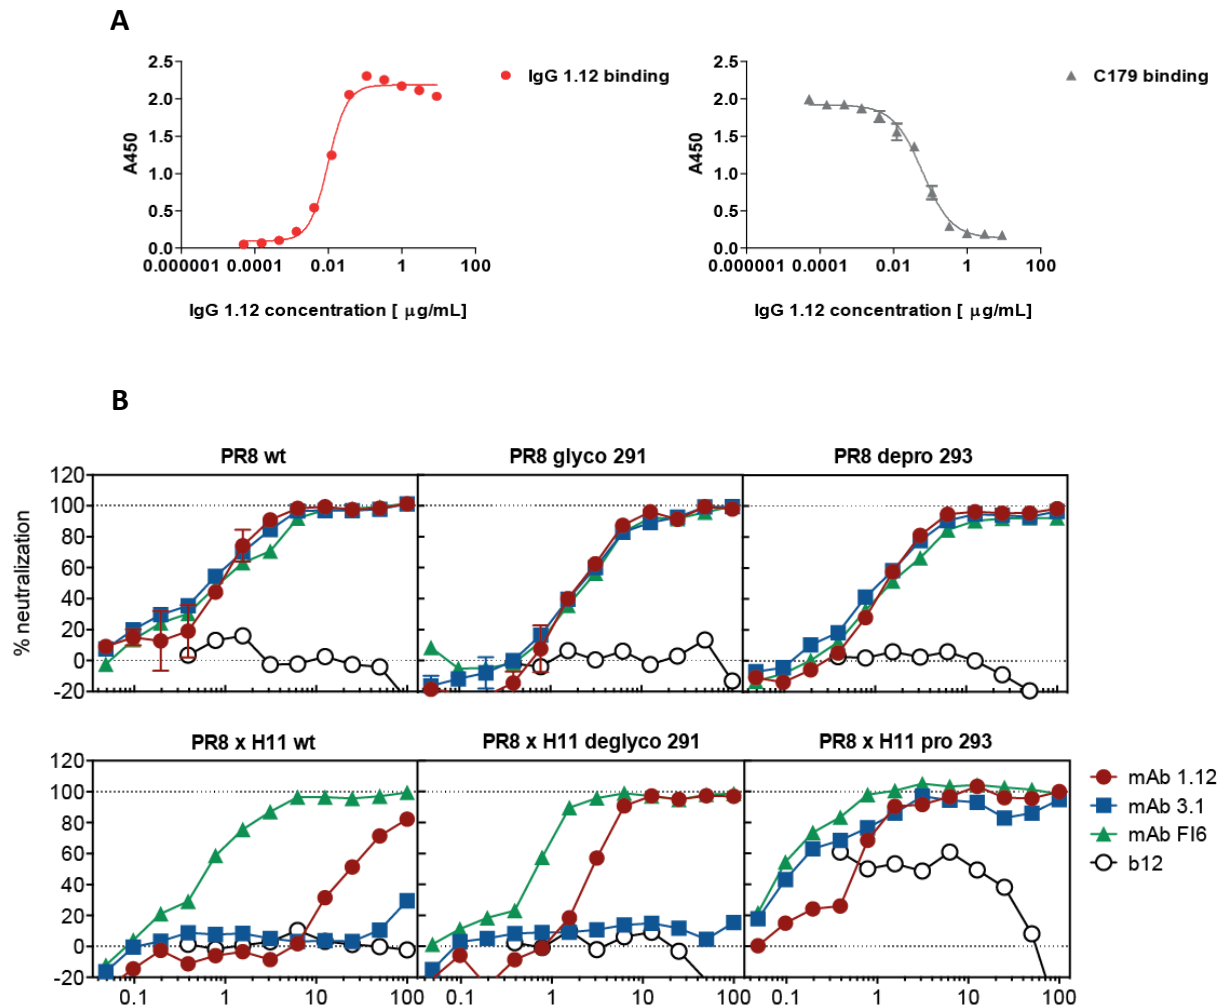 A
2.5
2.0
1.5
1.0
0.5
0.0
A450
0.000001 0.0001 0.01 1 100
IgG 1.12 concentration [ μg/mL]
IgG 1.12 binding
2.5
2.0
1.5
1.0
0.5
0.0
A450
0.000001 0.0001 0.01 1 100
IgG 1.12 concentration [ μg/mL]
C179 binding
B
PR8 wt PR8 glyco 291 PR8 depro 293
120
100
80
60
40
20
0
-20
% neutralization
PR8 x H11 wt PR8 x H11 deglyco 291 PR8 x H11 pro 293
120
100
80
60
40
20
0
-20
0.1 1 10 100 0.1 1 10 100 0.1 1 10 100
mAb 1.12
mAb 3.1
mAb FI6
b12